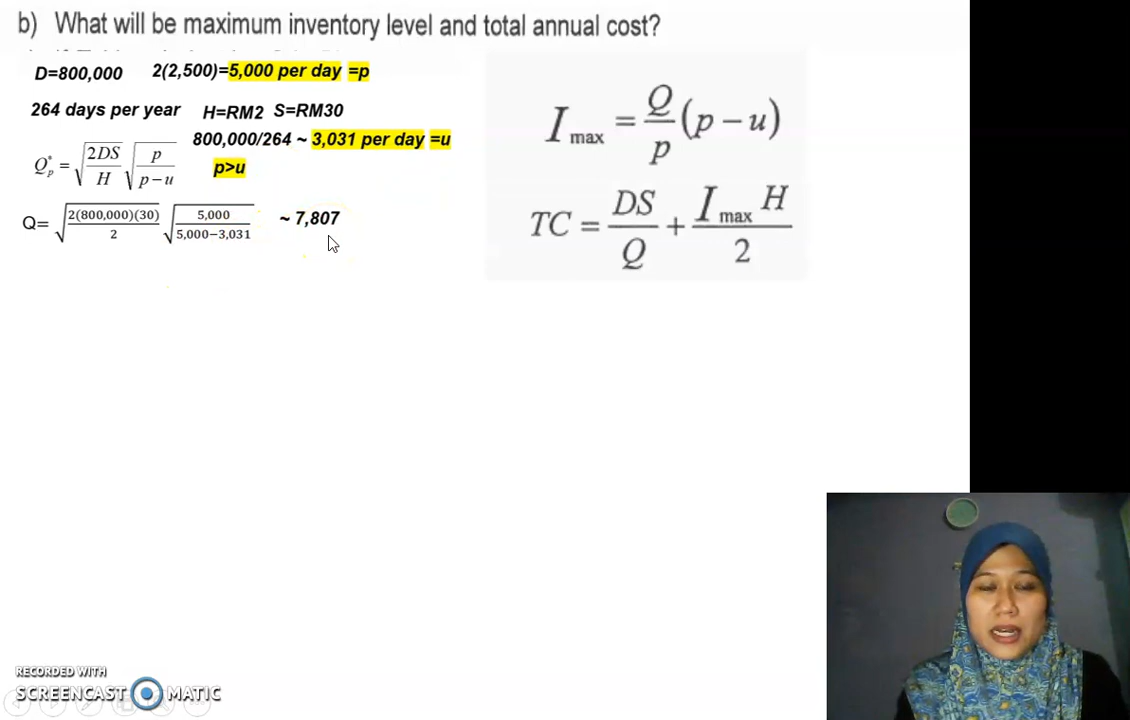 b) What will be maximum inventory level and total annual cost?
D=800,000 2(2,500)=5,000 per day =p
264 days per year H=RM2 S=RM30
800,000/264 ~ 3,031 per day =u
p>u
Q*p = √(2DS/H) √(p/(p−u))
Q= √(2(800,000)(30)/2) √(5,000/(5,000−3,031)) ~ 7,807
I max = Q/p (p − u)
TC = DS/Q + I max H/2
RECORDED WITH
SCREENCAST MATIC